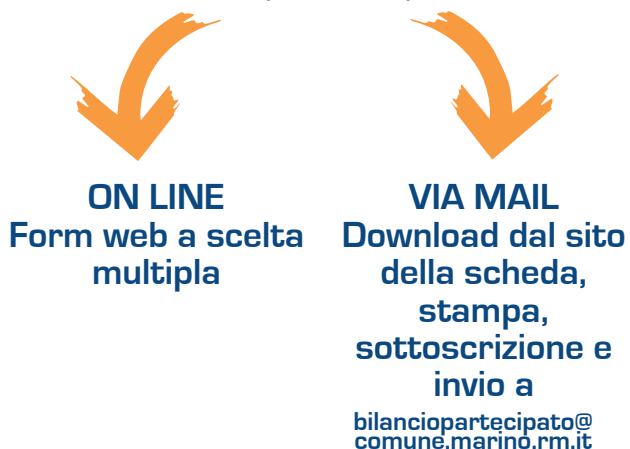 ON LINE
Form web a scelta
multipla
VIA MAIL
Download dal sito
della scheda,
stampa,
sottoscrizione e
invio a
bilanciopartecipato@
comune.marino.rm.it